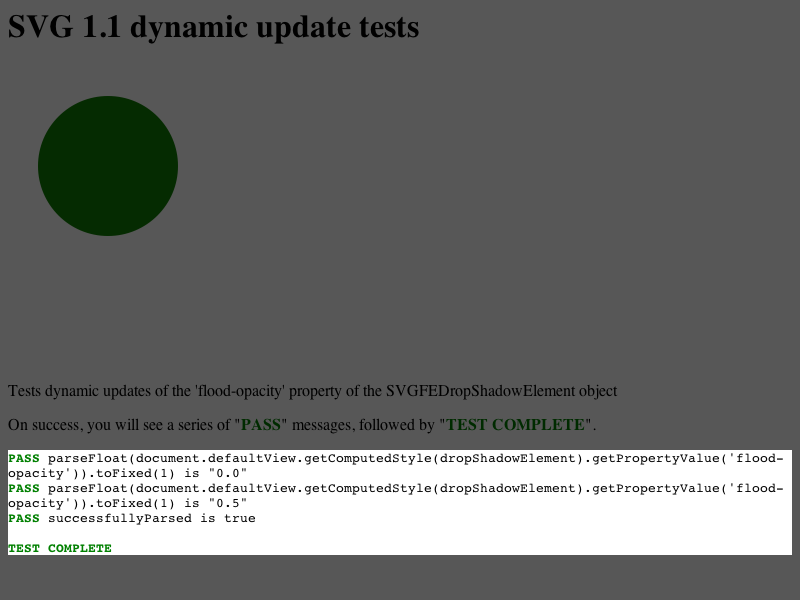 SVG 1.1 dynamic update tests
Tests dynamic updates of the 'flood-opacity' property of the SVGFEDropShadowElement object
On success, you will see a series of "PASS" messages, followed by "TEST COMPLETE".
PASS parseFloat(document.defaultView.getComputedStyle(dropShadowElement).getPropertyValue('flood-
opacity')).toFixed(1) is "0.0"
PASS parseFloat(document.defaultView.getComputedStyle(dropShadowElement).getPropertyValue('flood-
opacity')).toFixed(1) is "0.5"
PASS successfullyParsed is true
TEST COMPLETE